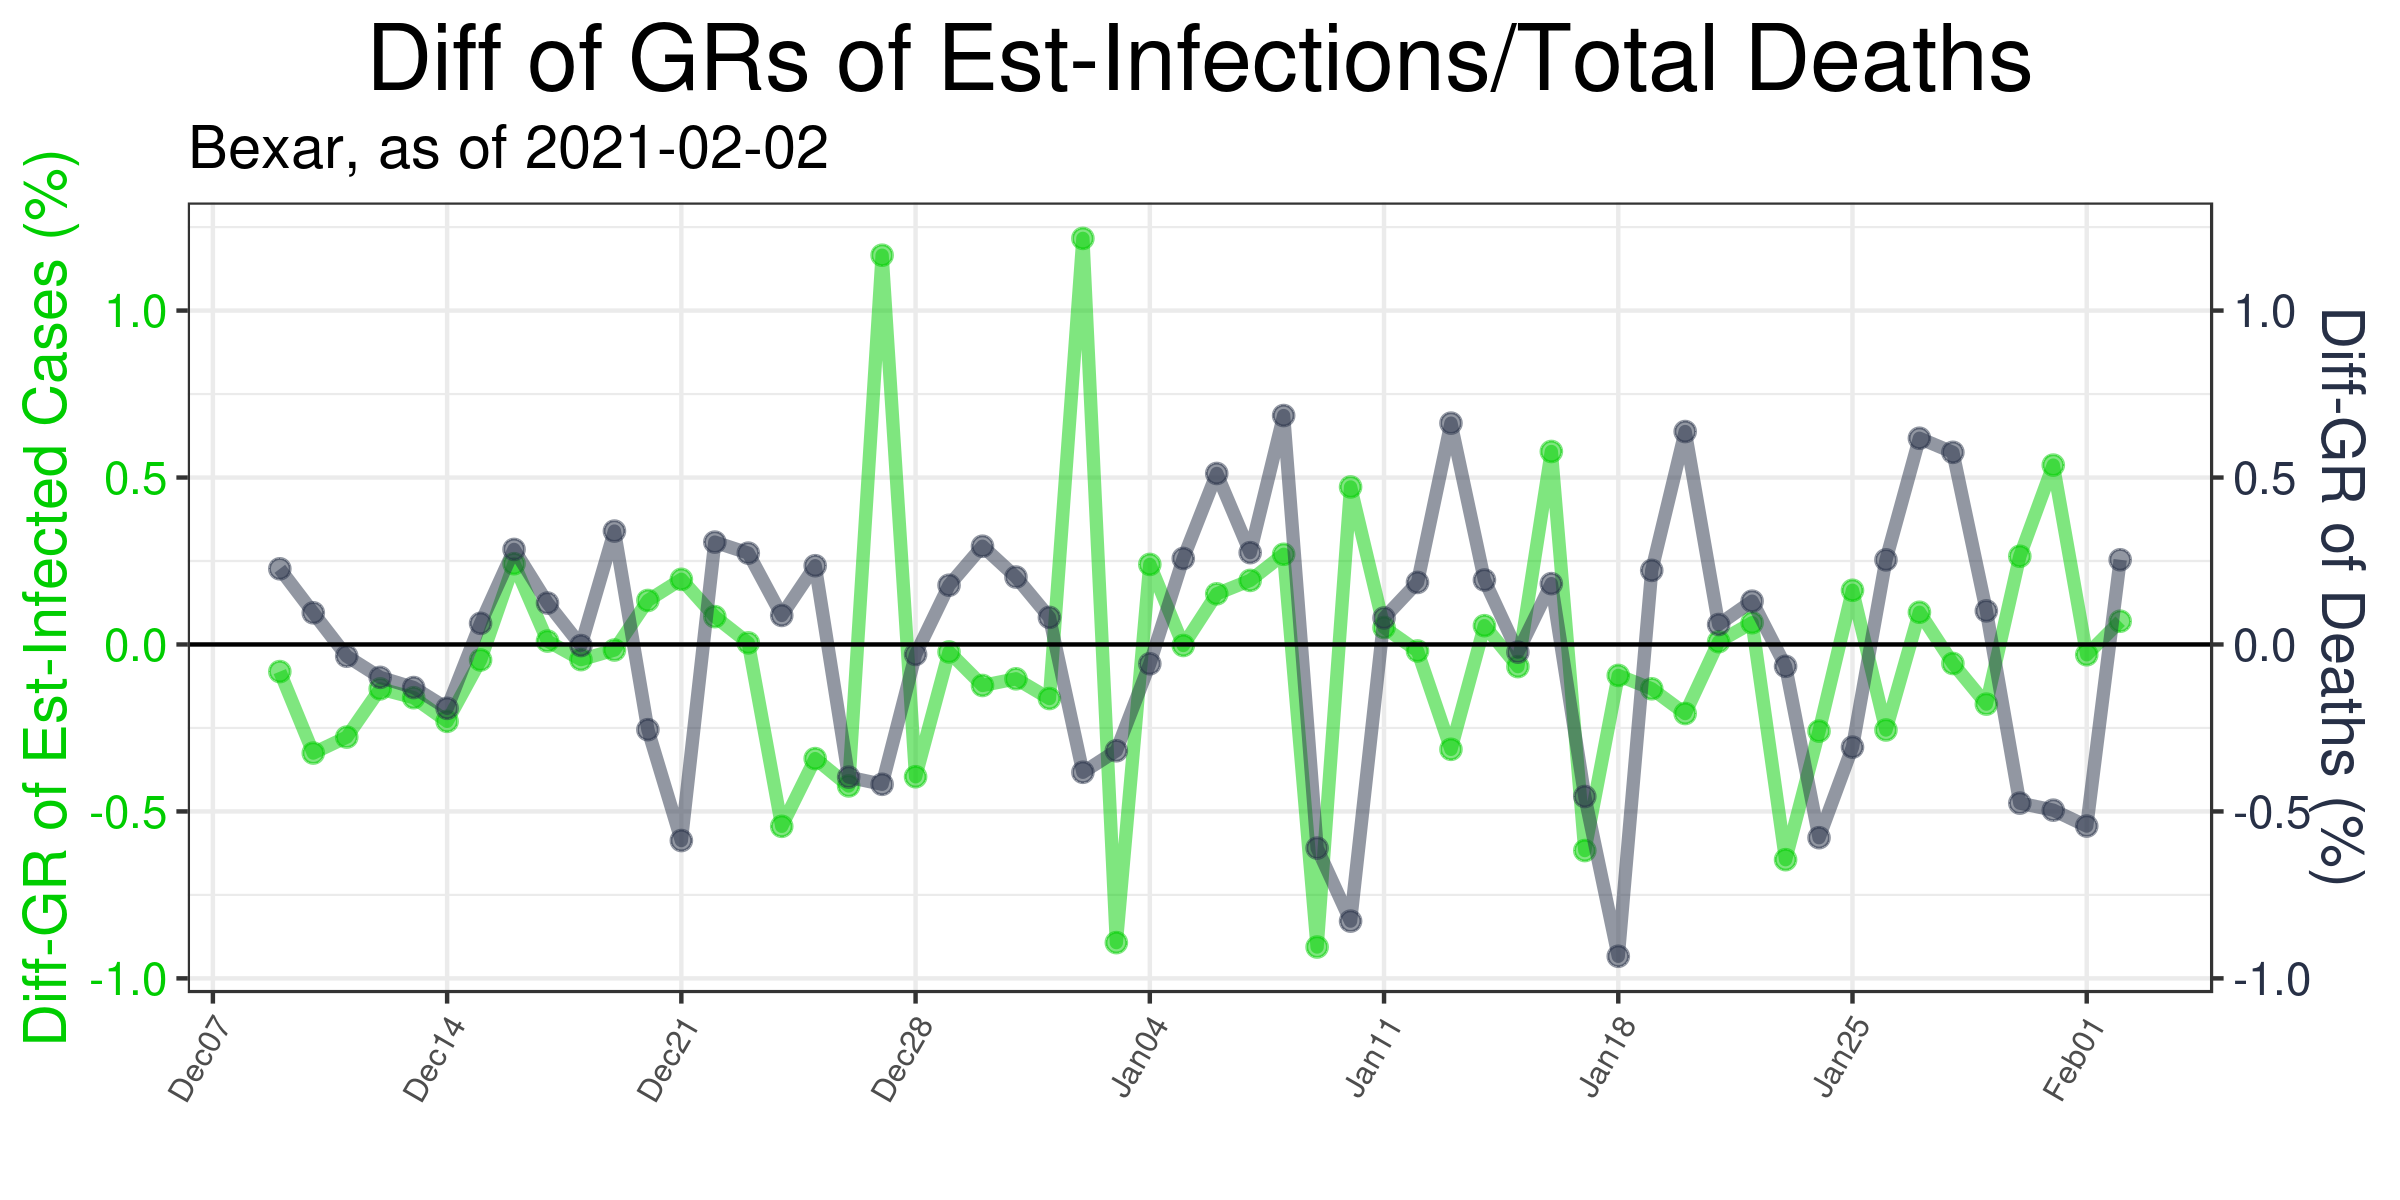 Diff of GRs of Est-Infections/Total Deaths
Bexar, as of 2021-02-02
Diff-GR of Est-Infected Cases (%)
1.0
0.5
0.0
-0.5
-1.0
1.0
0.5
0.0
-0.5
-1.0
Diff-GR of Deaths (%)
Dec07
Dec14
Dec21
Dec28
Jan04
Jan11
Jan18
Jan25
Feb01